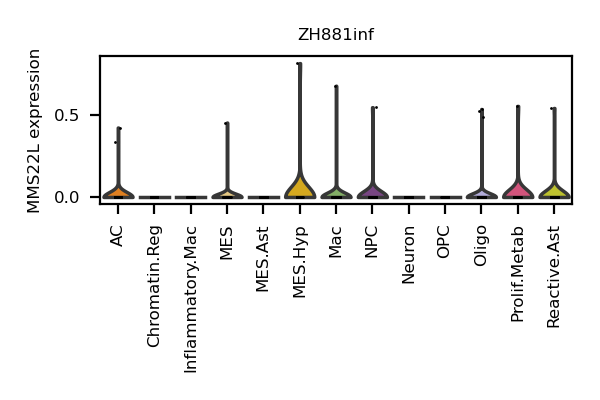 ZH881inf
MMS22L expression
0.5
0.0
AC
Chromatin.Reg
Inflammatory.Mac
MES
MES.Ast
MES.Hyp
Mac
NPC
Neuron
OPC
Oligo
Prolif.Metab
Reactive.Ast